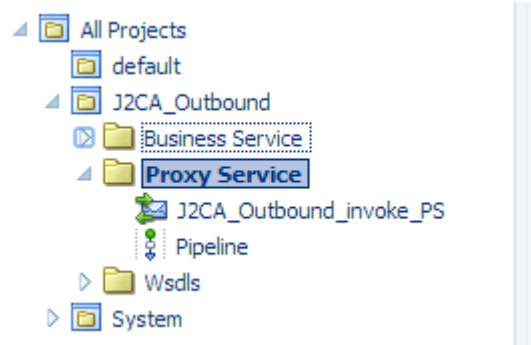 All Projects
default
J2CA_Outbound
Business Service
Proxy Service
J2CA_Outbound_invoke_PS
Pipeline
Wsdls
System